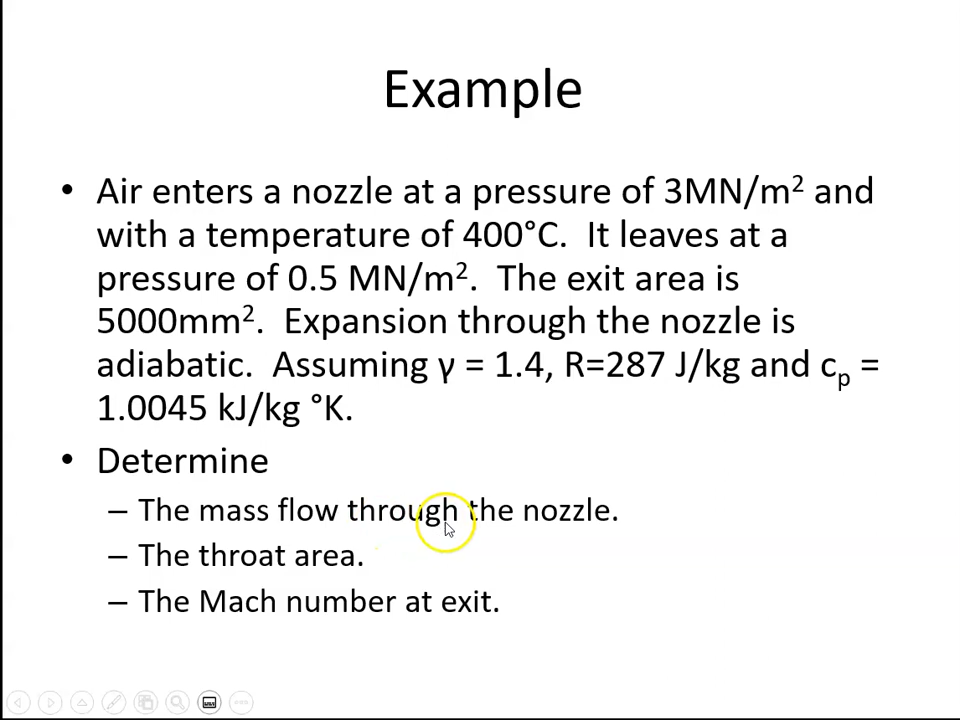 Example
• Air enters a nozzle at a pressure of 3MN/m² and
with a temperature of 400°C.  It leaves at a
pressure of 0.5 MN/m².  The exit area is
5000mm².  Expansion through the nozzle is
adiabatic.  Assuming γ = 1.4, R=287 J/kg and cₚ =
1.0045 kJ/kg °K.
• Determine
– The mass flow through the nozzle.
– The throat area.
– The Mach number at exit.